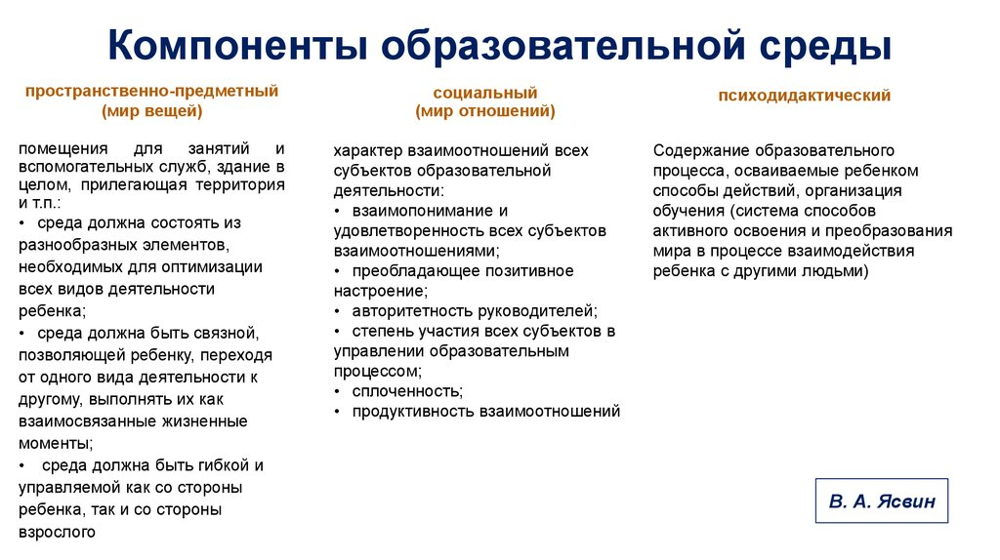 Компоненты образовательной среды
пространственно-предметный
(мир вещей)
помещения для занятий и
вспомогательных служб, здание в
целом, прилегающая территория
и т.п.:
• среда должна состоять из
разнообразных элементов,
необходимых для оптимизации
всех видов деятельности
ребенка;
• среда должна быть связной,
позволяющей ребенку, переходя
от одного вида деятельности к
другому, выполнять их как
взаимосвязанные жизненные
моменты;
• среда должна быть гибкой и
управляемой как со стороны
ребенка, так и со стороны
взрослого
социальный
(мир отношений)
характер взаимоотношений всех
субъектов образовательной
деятельности:
• взаимопонимание и
удовлетворенность всех субъектов
взаимоотношениями;
• преобладающее позитивное
настроение;
• авторитетность руководителей;
• степень участия всех субъектов в
управлении образовательным
процессом;
• сплоченность;
• продуктивность взаимоотношений
психодидактический
Содержание образовательного
процесса, осваиваемые ребенком
способы действий, организация
обучения (система способов
активного освоения и преобразования
мира в процессе взаимодействия
ребенка с другими людьми)
В. А. Ясвин